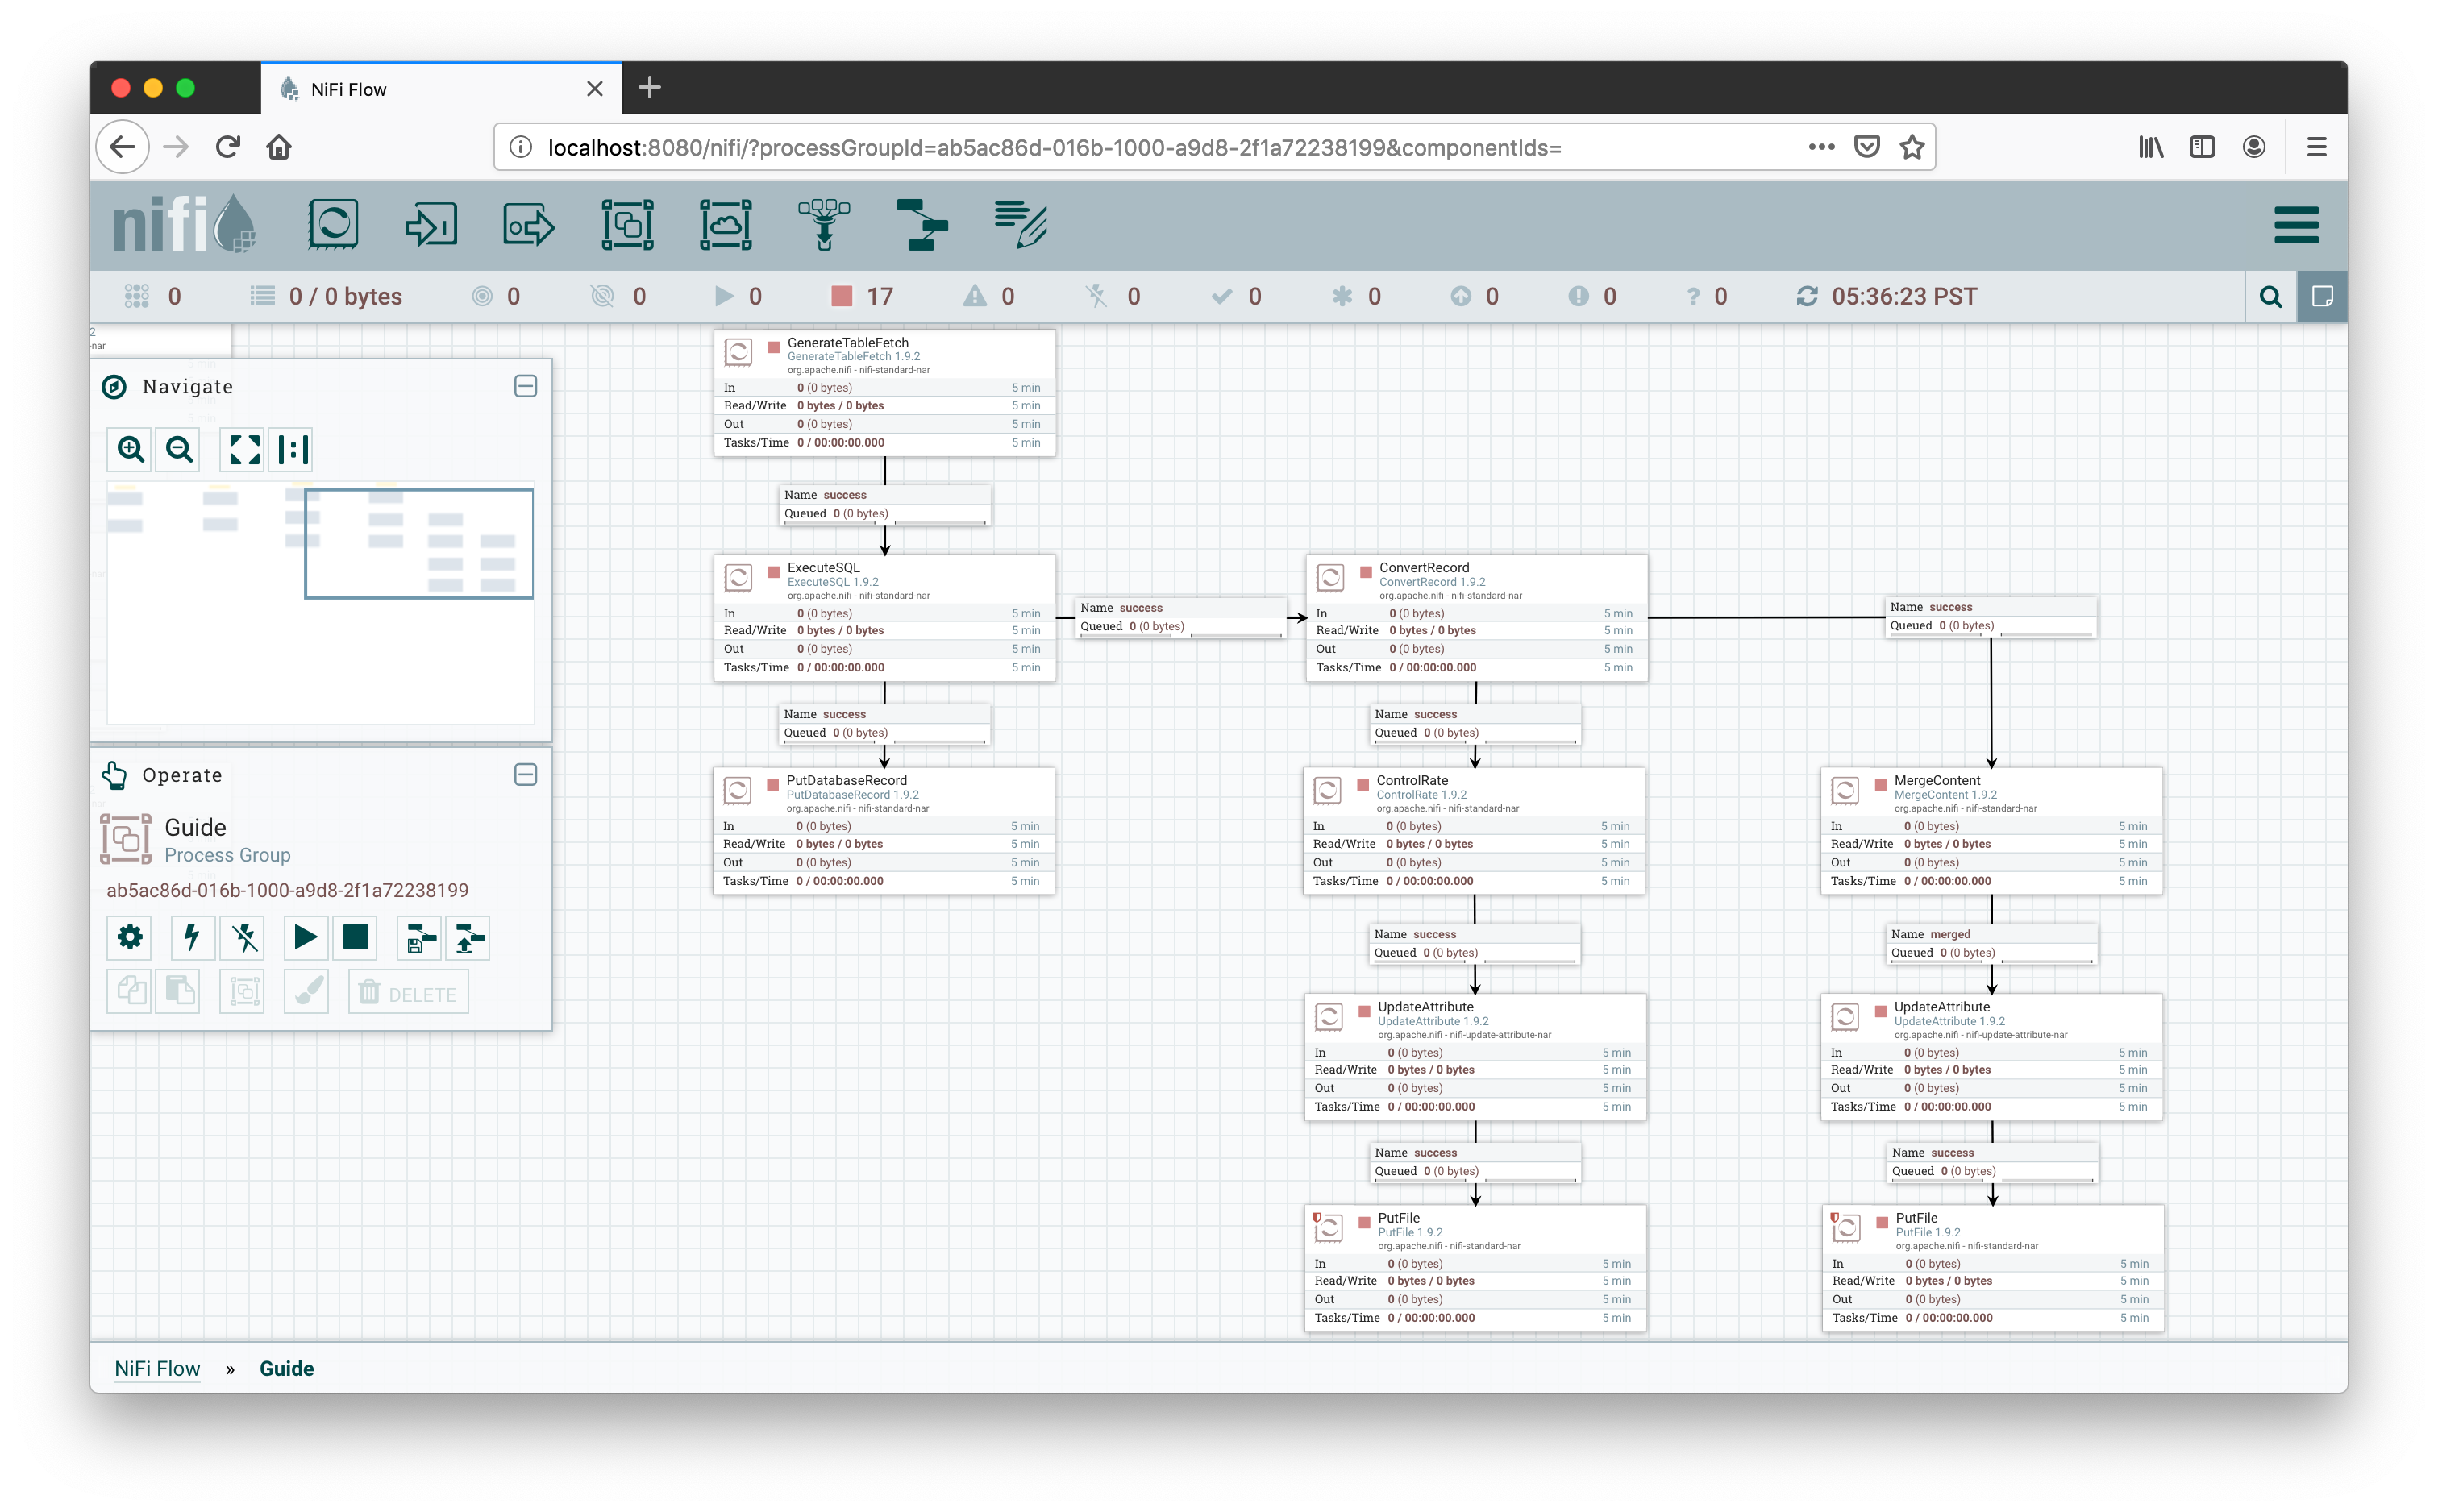 NiFi Flow
localhost:8080/nifi/?processGroupId=ab5ac86d-016b-1000-a9d8-2f1a72238199&componentIds=
nifi
0 0 / 0 bytes 0 0 0 17 0 0 0 0 0 0 ? 0 05:36:23 PST
2
-nar
Navigate
5 min
5 min
Operate
Guide
Process Group
ab5ac86d-016b-1000-a9d8-2f1a72238199
DELETE
GenerateTableFetch
GenerateTableFetch 1.9.2
org.apache.nifi - nifi-standard-nar
In 0 (0 bytes) 5 min
Read/Write 0 bytes / 0 bytes 5 min
Out 0 (0 bytes) 5 min
Tasks/Time 0 / 00:00:00.000 5 min
Name success
Queued 0 (0 bytes)
ExecuteSQL
ExecuteSQL 1.9.2
org.apache.nifi - nifi-standard-nar
In 0 (0 bytes) 5 min
Read/Write 0 bytes / 0 bytes 5 min
Out 0 (0 bytes) 5 min
Tasks/Time 0 / 00:00:00.000 5 min
Name success
Queued 0 (0 bytes)
PutDatabaseRecord
PutDatabaseRecord 1.9.2
org.apache.nifi - nifi-standard-nar
In 0 (0 bytes) 5 min
Read/Write 0 bytes / 0 bytes 5 min
Out 0 (0 bytes) 5 min
Tasks/Time 0 / 00:00:00.000 5 min
Name success
Queued 0 (0 bytes)
ConvertRecord
ConvertRecord 1.9.2
org.apache.nifi - nifi-standard-nar
In 0 (0 bytes) 5 min
Read/Write 0 bytes / 0 bytes 5 min
Out 0 (0 bytes) 5 min
Tasks/Time 0 / 00:00:00.000 5 min
Name success
Queued 0 (0 bytes)
ControlRate
ControlRate 1.9.2
org.apache.nifi - nifi-standard-nar
In 0 (0 bytes) 5 min
Read/Write 0 bytes / 0 bytes 5 min
Out 0 (0 bytes) 5 min
Tasks/Time 0 / 00:00:00.000 5 min
Name success
Queued 0 (0 bytes)
UpdateAttribute
UpdateAttribute 1.9.2
org.apache.nifi - nifi-update-attribute-nar
In 0 (0 bytes) 5 min
Read/Write 0 bytes / 0 bytes 5 min
Out 0 (0 bytes) 5 min
Tasks/Time 0 / 00:00:00.000 5 min
Name success
Queued 0 (0 bytes)
PutFile
PutFile 1.9.2
org.apache.nifi - nifi-standard-nar
In 0 (0 bytes) 5 min
Read/Write 0 bytes / 0 bytes 5 min
Out 0 (0 bytes) 5 min
Tasks/Time 0 / 00:00:00.000 5 min
Name success
Queued 0 (0 bytes)
MergeContent
MergeContent 1.9.2
org.apache.nifi - nifi-standard-nar
In 0 (0 bytes) 5 min
Read/Write 0 bytes / 0 bytes 5 min
Out 0 (0 bytes) 5 min
Tasks/Time 0 / 00:00:00.000 5 min
Name merged
Queued 0 (0 bytes)
UpdateAttribute
UpdateAttribute 1.9.2
org.apache.nifi - nifi-update-attribute-nar
In 0 (0 bytes) 5 min
Read/Write 0 bytes / 0 bytes 5 min
Out 0 (0 bytes) 5 min
Tasks/Time 0 / 00:00:00.000 5 min
Name success
Queued 0 (0 bytes)
PutFile
PutFile 1.9.2
org.apache.nifi - nifi-standard-nar
In 0 (0 bytes) 5 min
Read/Write 0 bytes / 0 bytes 5 min
Out 0 (0 bytes) 5 min
Tasks/Time 0 / 00:00:00.000 5 min
NiFi Flow » Guide